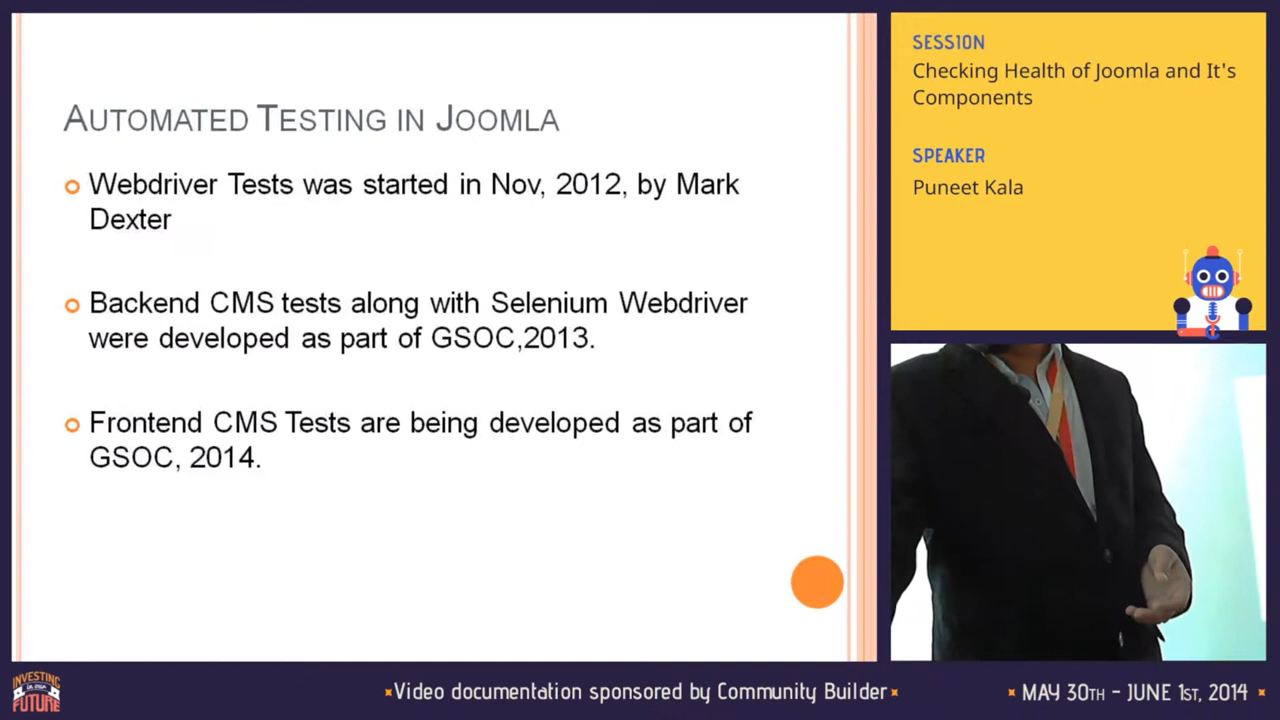 AUTOMATED TESTING IN JOOMLA
Webdriver Tests was started in Nov, 2012, by Mark
Dexter
Backend CMS tests along with Selenium Webdriver
were developed as part of GSOC,2013.
Frontend CMS Tests are being developed as part of
GSOC, 2014.
SESSION
Checking Health of Joomla and It's
Components
SPEAKER
Puneet Kala
INVESTING
IN OUR
FUTURE
Video documentation sponsored by Community Builder
MAY 30TH - JUNE 1ST, 2014